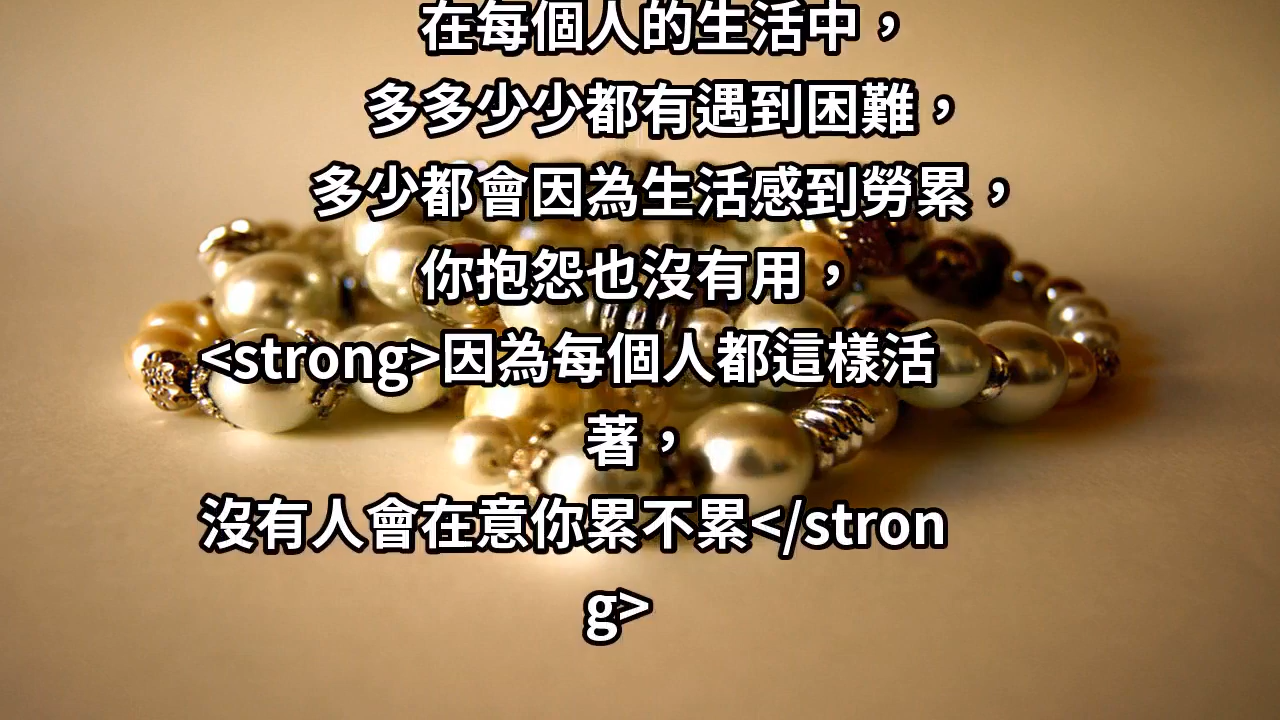 在每個人的生活中，
多多少少都有遇到困難，
多少都會因為生活感到勞累，
你抱怨也沒有用，
<strong>因為每個人都這樣活
著，
沒有人會在意你累不累</stron
g>